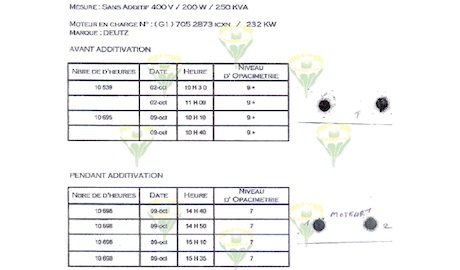 MESURE : SANS ADDITIF 400 V / 200 W / 250 KVA
MOTEUR EN CHARGE N° : (G1) 705 2873 ICXN / 232 KW
MARQUE : DEUTZ
AVANT ADDITIVATION
NBRE DE D'HEURES DATE HEURE NIVEAU D'OPACIMETRIE
10 539 02-oct 10 H 30 9 +
02-oct 11 H 09 9 +
10 695 09-oct 10 H 10 9 +
09-oct 10 H 40 9 +
PENDANT ADDITIVATION
NBRE DE D'HEURES DATE HEURE NIVEAU D'OPACIMETRIE
10 698 09-oct 14 H 40 7
10 698 09-oct 14 H 50 7
10 698 09-oct 15 H 10 7
10 698 09-oct 15 H 35 7
1 MOTEUR 1 2